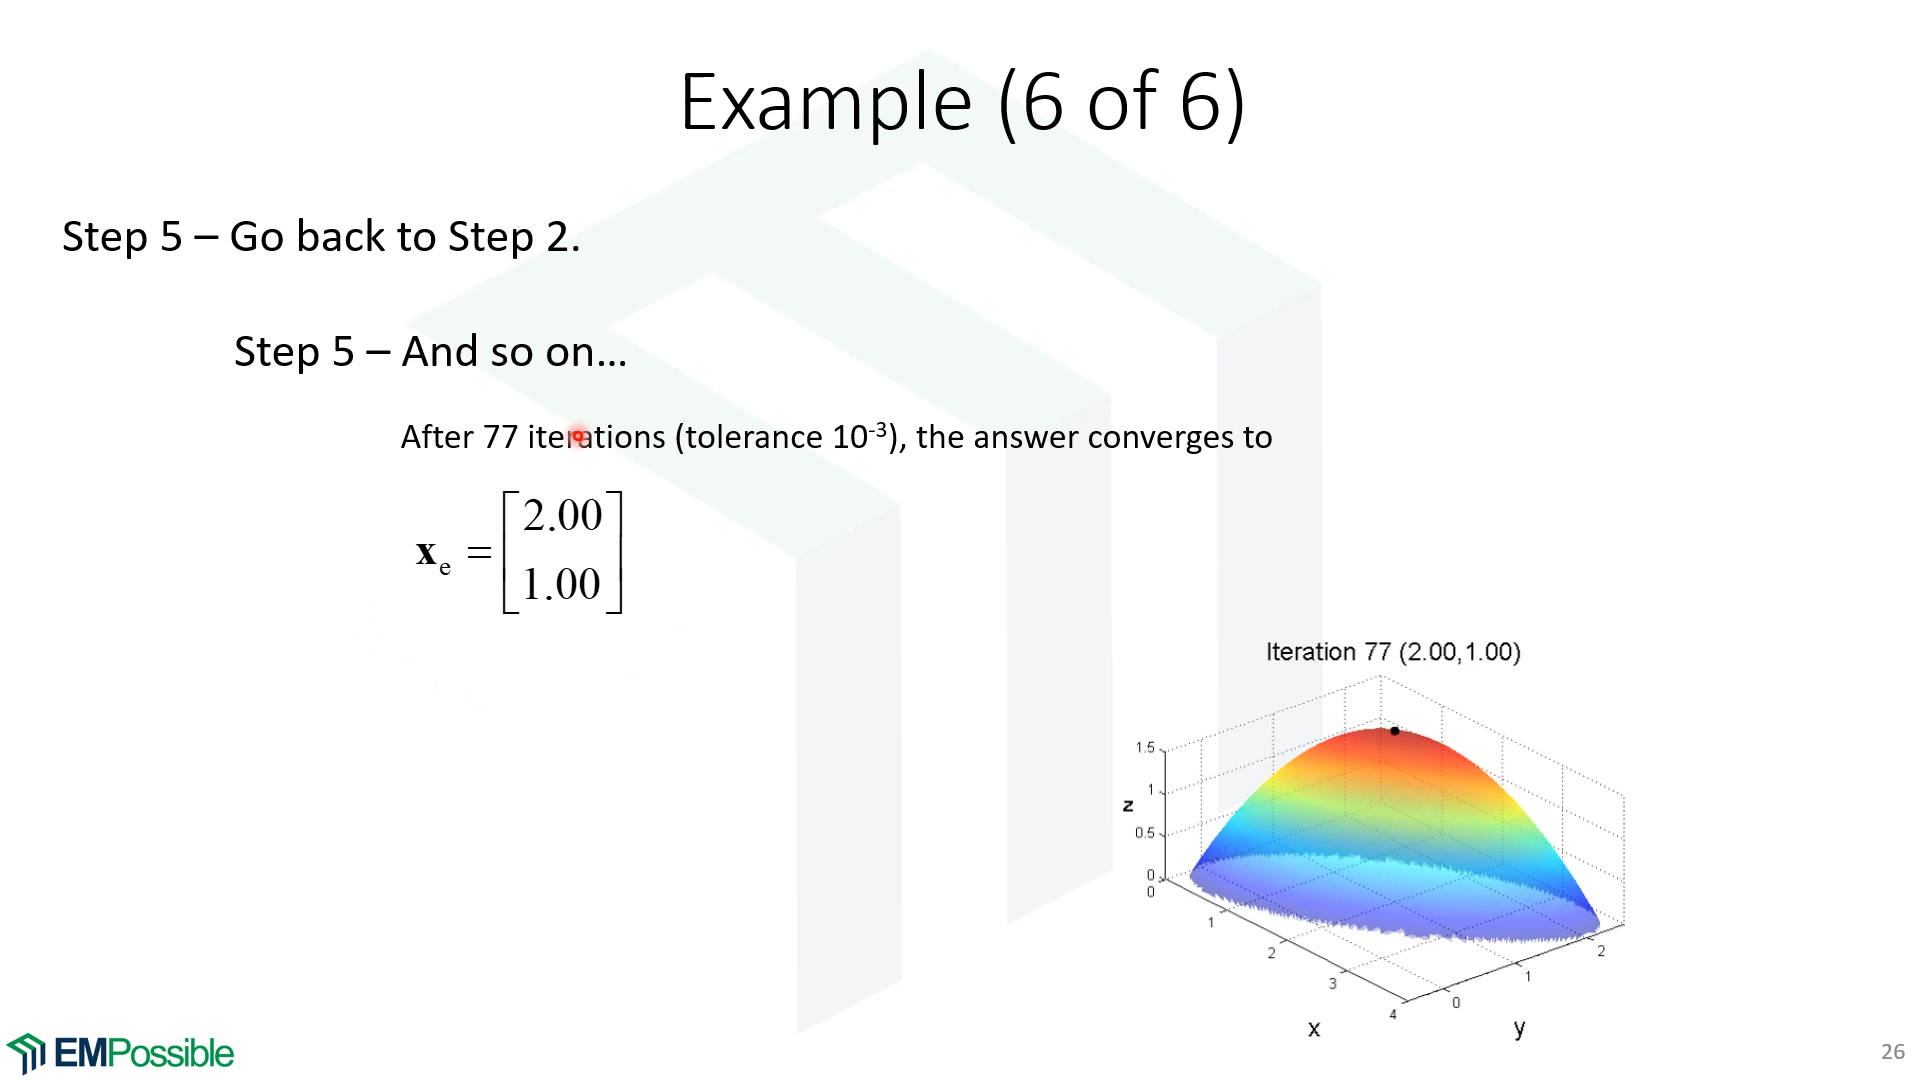 Example (6 of 6)
Step 5 – Go back to Step 2.
Step 5 – And so on…
After 77 iterations (tolerance 10⁻³), the answer converges to
xₑ = [2.00
1.00]
Iteration 77 (2.00,1.00)
1.5
1
0.5
0
z
0
1
2
3
4
x
0
1
2
y
EMPossible
26